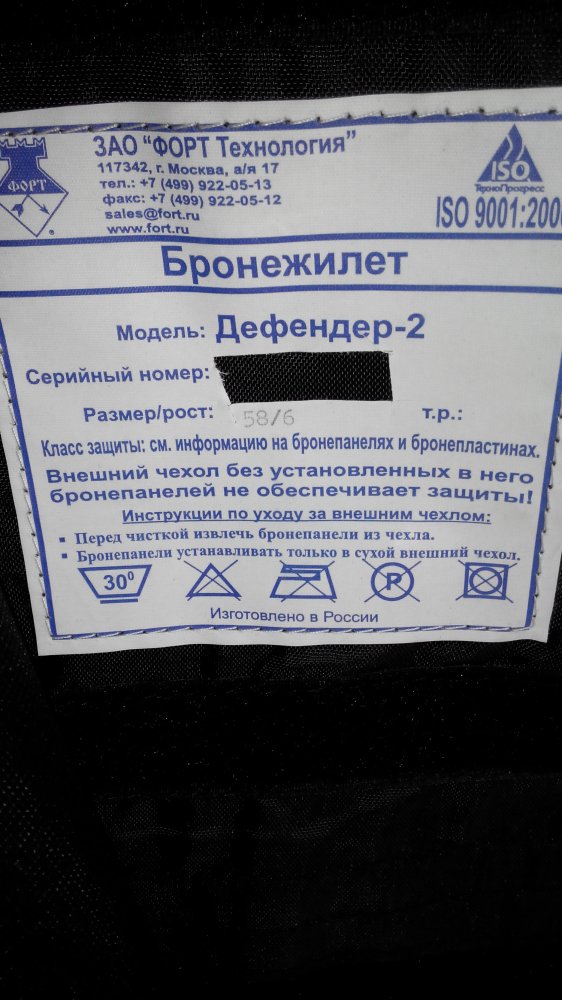 ФОРТ
®
ЗАО "ФОРТ Технология"
117342, г. Москва, а/я 17
тел.: +7 (499) 922-05-13
факс: +7 (499) 922-05-12
sales@fort.ru
www.fort.ru
ISO
ТехноПрогресс
ISO 9001:200
Бронежилет
Модель: Дефендер-2
Серийный номер:
Размер/рост: 58/6 т.р.:
Класс защиты: см. информацию на бронепанелях и бронепластинах.
Внешний чехол без установленных в него
бронепанелей не обеспечивает защиты!
Инструкции по уходу за внешним чехлом:
▪ Перед чисткой извлечь бронепанели из чехла.
▪ Бронепанели устанавливать только в сухой внешний чехол.
30⁰ P
Изготовлено в России